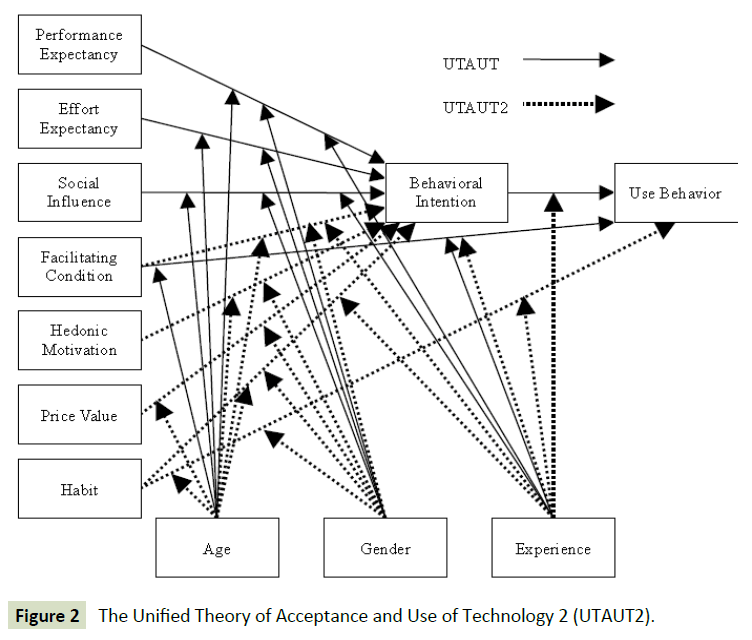 Performance
Expectancy
UTAUT
Effort
Expectancy
UTAUT2
Social
Influence
Behavioral
Intention
Use Behavior
Facilitating
Condition
Hedonic
Motivation
Price Value
Habit
Age
Gender
Experience
Figure 2 The Unified Theory of Acceptance and Use of Technology 2 (UTAUT2).